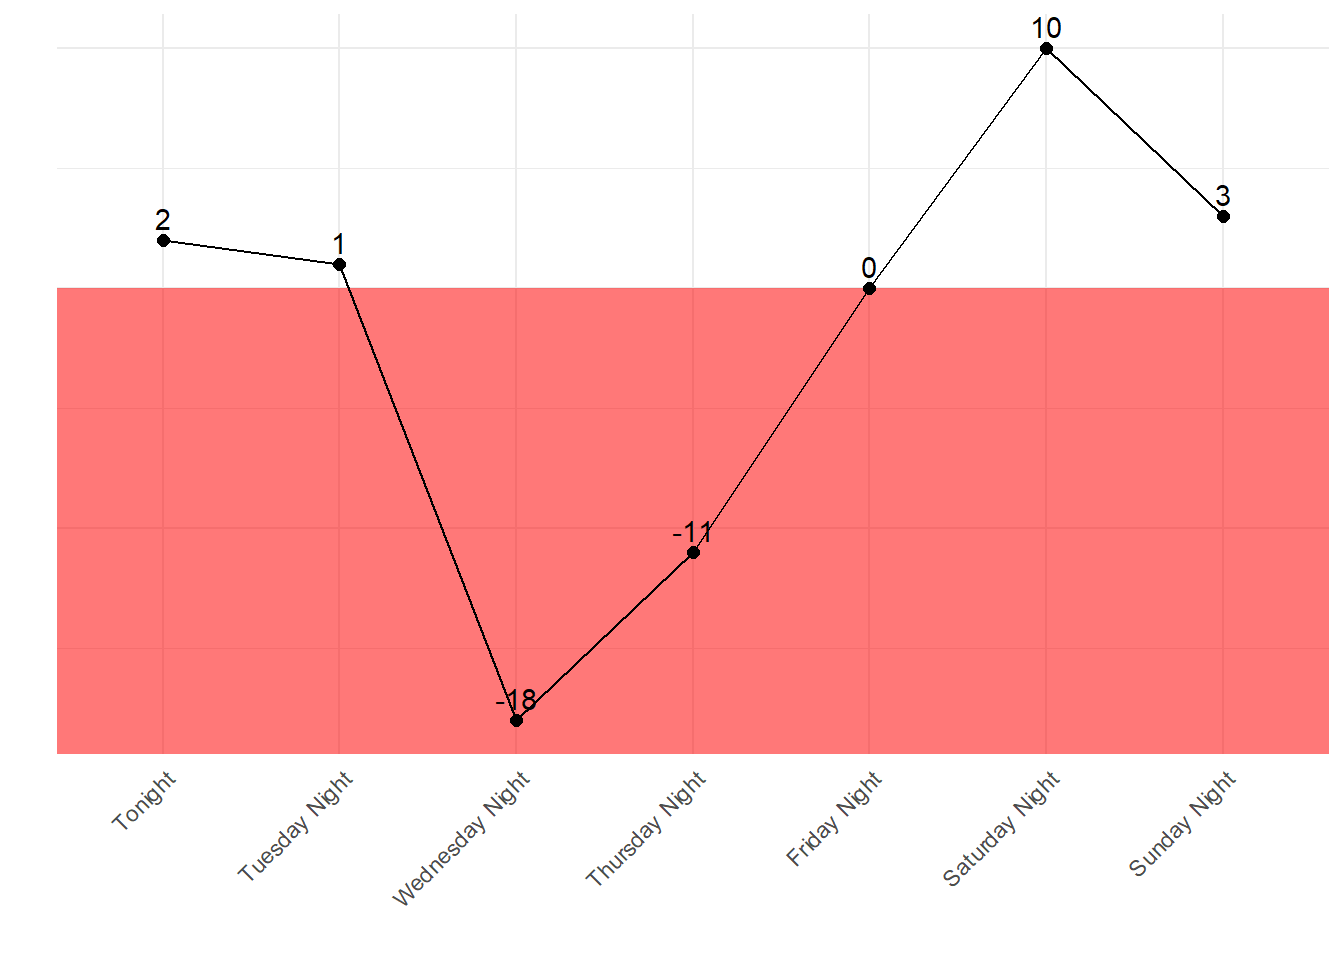 10
3
2
1
0
-11
-18
Tonight
Tuesday Night
Wednesday Night
Thursday Night
Friday Night
Saturday Night
Sunday Night